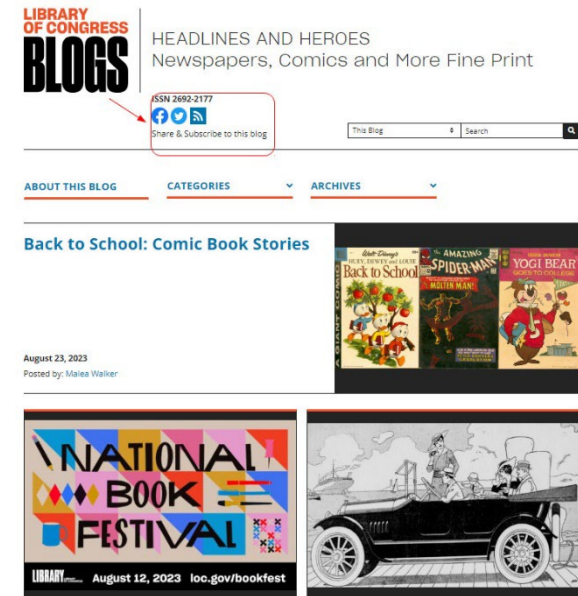 LIBRARY
OF CONGRESS
BLOGS
HEADLINES AND HEROES
Newspapers, Comics and More Fine Print
ISSN 2692-2177
Share & Subscribe to this blog
This Blog
Search
ABOUT THIS BLOG
CATEGORIES
ARCHIVES
Back to School: Comic Book Stories
August 23, 2023
Posted by: Malea Walker
A GIANT COMIC
Walt Disney's
HUEY, DEWEY and LOUIE
Back to School
THE AMAZING
SPIDER-MAN
MOLTEN MAN!
YOGI BEAR
GOES TO COLLEGE
NATIONAL
BOOK
FESTIVAL
LIBRARY
August 12, 2023 loc.gov/bookfest